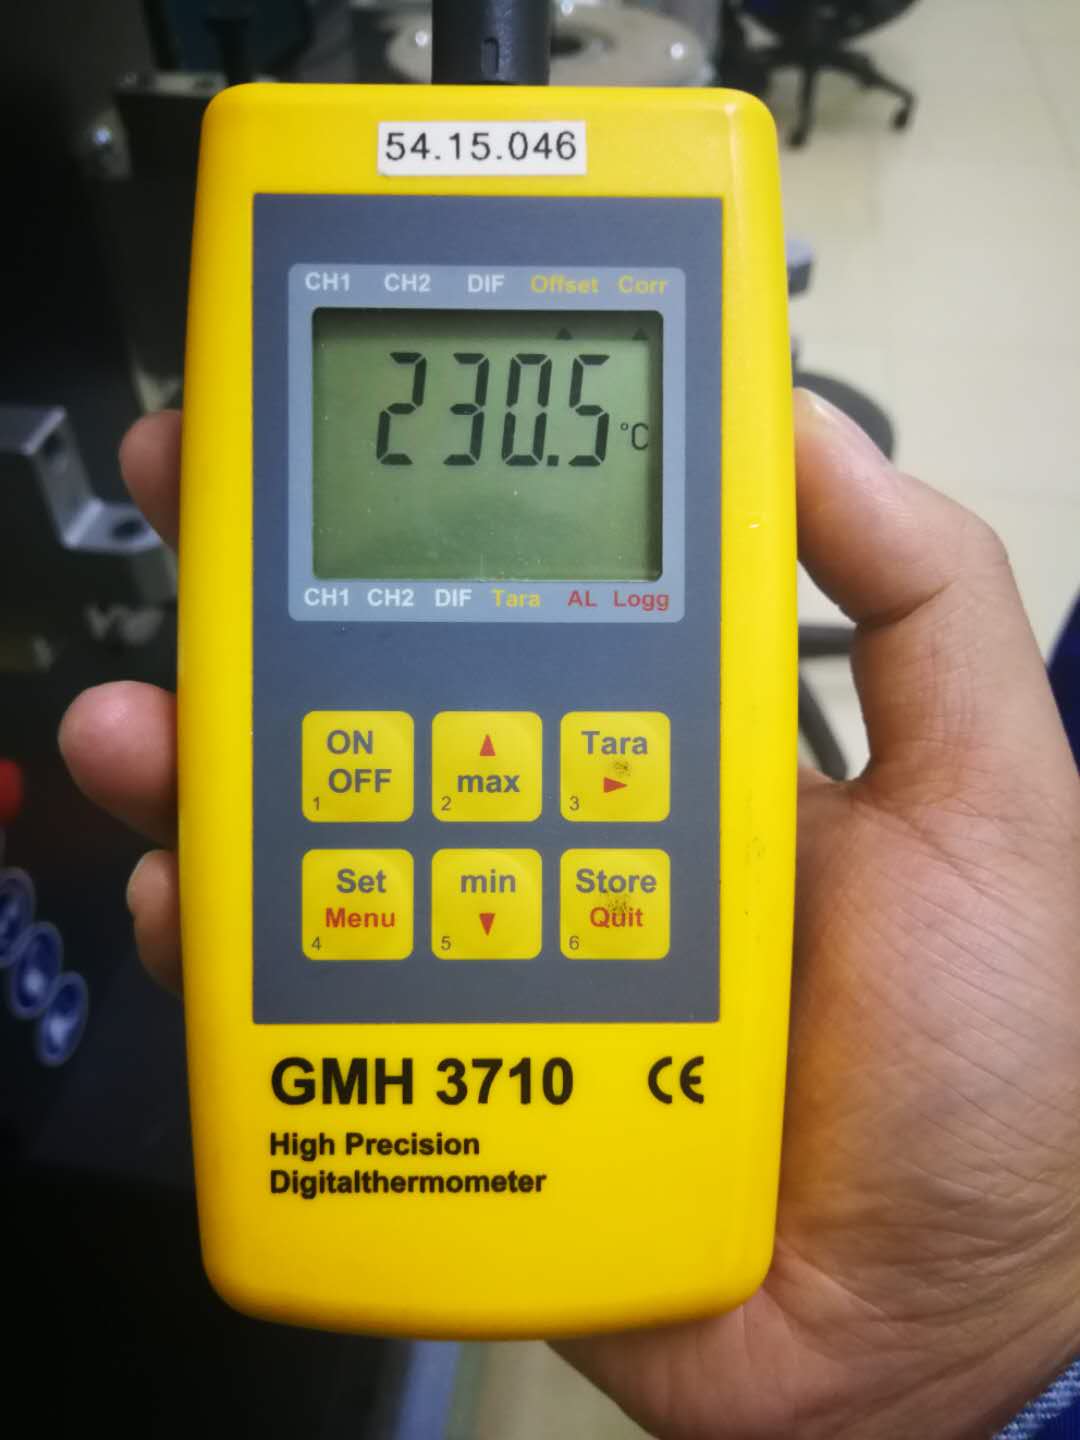 54.15.046
CH1 CH2 DIF Offset Corr
230.5 °C
CH1 CH2 DIF Tara AL Logg
ON OFF 1
max 2
Tara 3
Set Menu 4
min 5
Store Quit 6
GMH 3710 CE
High Precision
Digitalthermometer